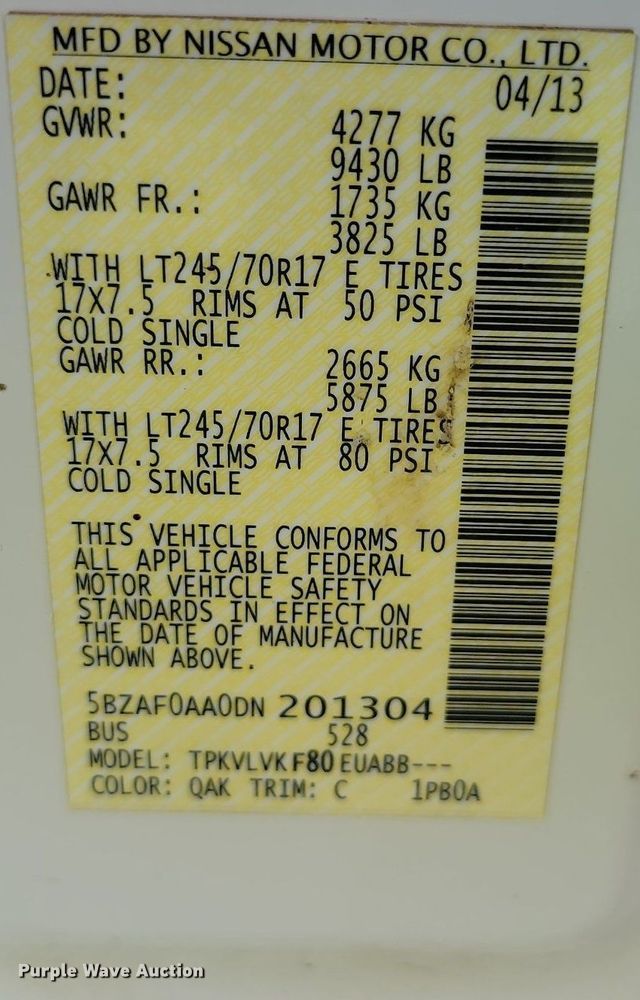 MFD BY NISSAN MOTOR CO., LTD.
DATE: 04/13
GVWR: 4277 KG
9430 LB
GAWR FR.: 1735 KG
3825 LB
WITH LT245/70R17 E TIRES
17X7.5 RIMS AT 50 PSI
COLD SINGLE
GAWR RR.: 2665 KG
5875 LB
WITH LT245/70R17 E TIRES
17X7.5 RIMS AT 80 PSI
COLD SINGLE
THIS VEHICLE CONFORMS TO
ALL APPLICABLE FEDERAL
MOTOR VEHICLE SAFETY
STANDARDS IN EFFECT ON
THE DATE OF MANUFACTURE
SHOWN ABOVE.
5BZAF0AA0DN 201304
BUS 528
MODEL: TPKVLVKF80EUABB---
COLOR: QAK TRIM: C 1PB0A
Purple Wave Auction